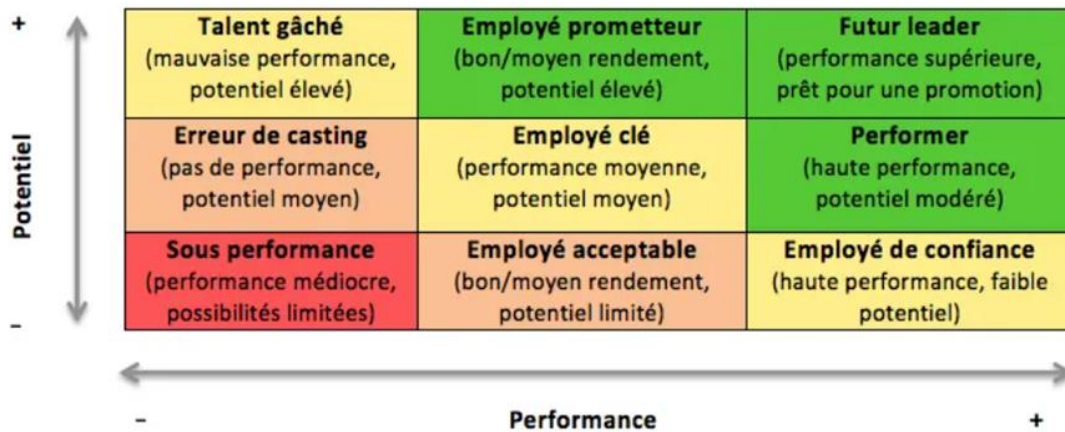 +
Potentiel
–
Talent gâché
(mauvaise performance,
potentiel élevé)
Employé prometteur
(bon/moyen rendement,
potentiel élevé)
Futur leader
(performance supérieure,
prêt pour une promotion)
Erreur de casting
(pas de performance,
potentiel moyen)
Employé clé
(performance moyenne,
potentiel moyen)
Performer
(haute performance,
potentiel modéré)
Sous performance
(performance médiocre,
possibilités limitées)
Employé acceptable
(bon/moyen rendement,
potentiel limité)
Employé de confiance
(haute performance, faible
potentiel)
–
Performance
+